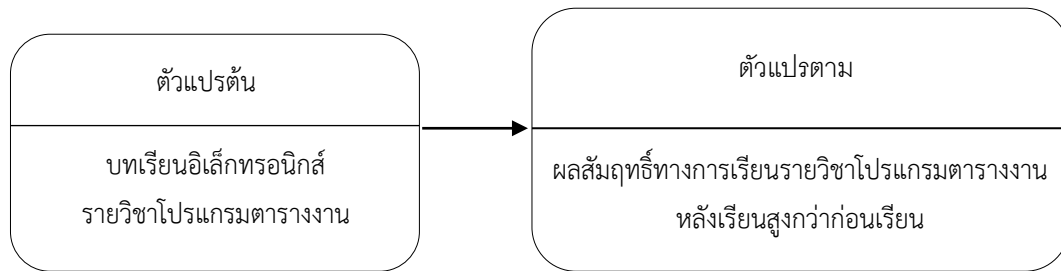 ตัวแปรต้น
บทเรียนอิเล็กทรอนิกส์
รายวิชาโปรแกรมตารางงาน
ตัวแปรตาม
ผลสัมฤทธิ์ทางการเรียนรายวิชาโปรแกรมตารางงาน
หลังเรียนสูงกว่าก่อนเรียน